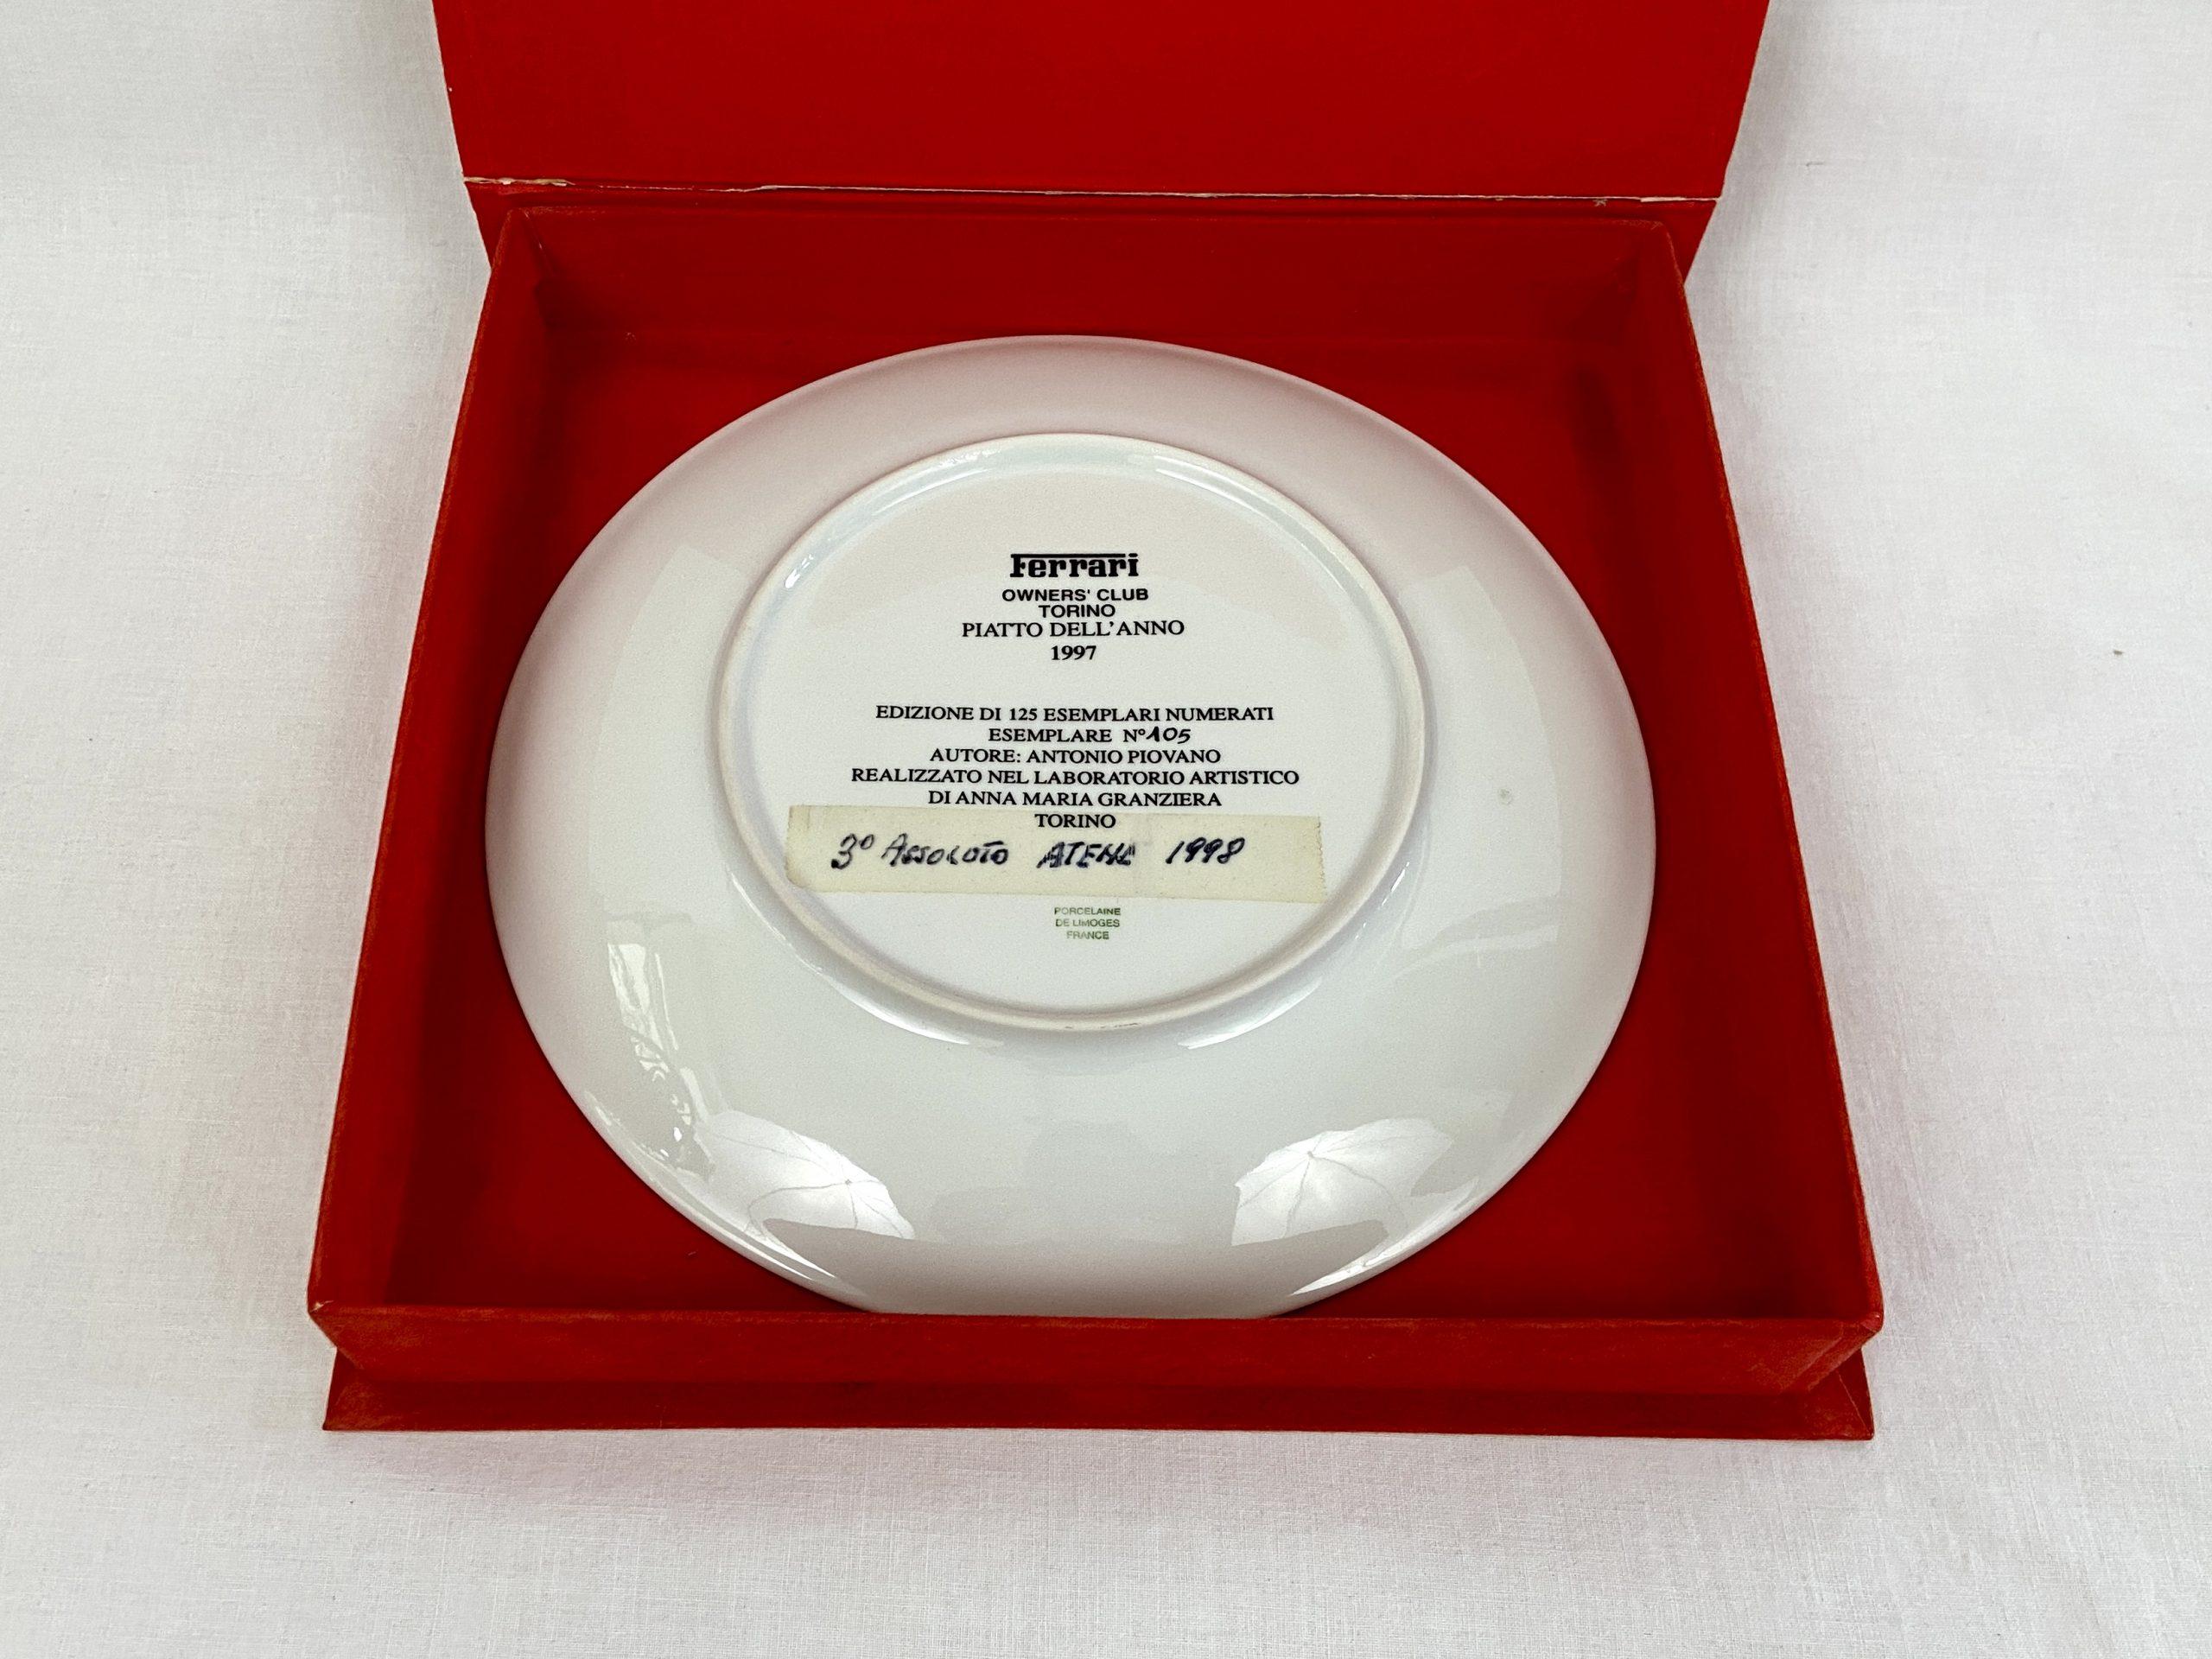 Ferrari
OWNERS' CLUB
TORINO
PIATTO DELL'ANNO
1997
EDIZIONE DI 125 ESEMPLARI NUMERATI
ESEMPLARE N° 105
AUTORE: ANTONIO PIOVANO
REALIZZATO NEL LABORATORIO ARTISTICO
DI ANNA MARIA GRANZIERA
TORINO
3° ASSOLUTO ATENE 1998
PORCELAINE
DE LIMOGES
FRANCE